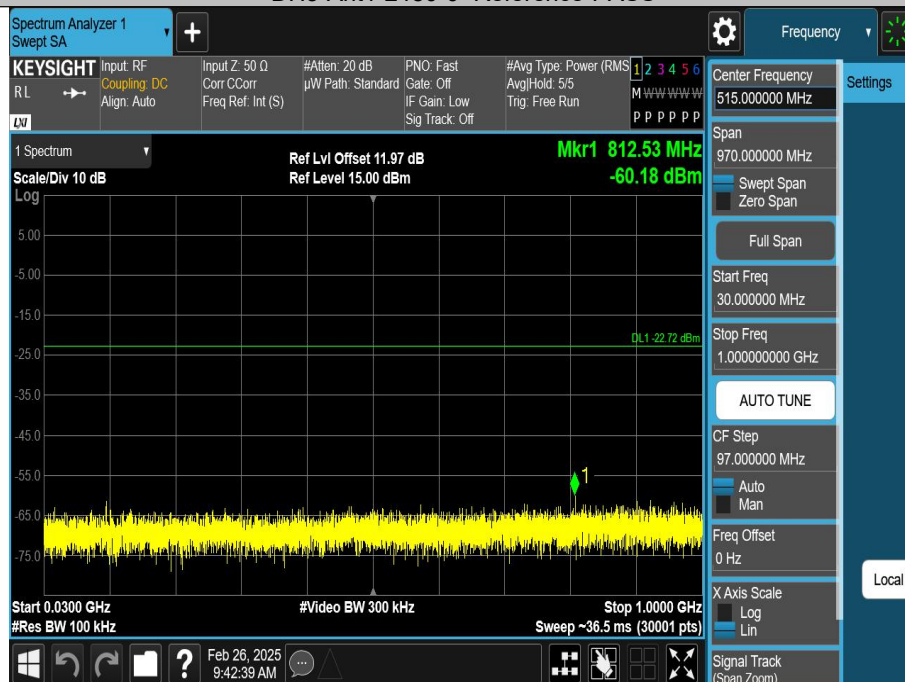 Spectrum Analyzer 1
Swept SA
Frequency
KEYSIGHT
RL
LXI
Input: RF
Coupling: DC
Align: Auto
Input Z: 50 Ω
Corr CCorr
Freq Ref: Int (S)
#Atten: 20 dB
µW Path: Standard
PNO: Fast
Gate: Off
IF Gain: Low
Sig Track: Off
#Avg Type: Power (RMS
Avg|Hold: 5/5
Trig: Free Run
1 2 3 4 5 6
M W W W W W
P P P P P P
1 Spectrum
Scale/Div 10 dB
Log
Ref Lvl Offset 11.97 dB
Ref Level 15.00 dBm
Mkr1 812.53 MHz
-60.18 dBm
5.00
-5.00
-15.0
-25.0
-35.0
-45.0
-55.0
-65.0
-75.0
DL1 -22.72 dBm
1
Start 0.0300 GHz
#Res BW 100 kHz
#Video BW 300 kHz
Stop 1.0000 GHz
Sweep ~36.5 ms (30001 pts)
Feb 26, 2025
9:42:39 AM
Center Frequency
515.000000 MHz
Span
970.000000 MHz
Swept Span
Zero Span
Full Span
Start Freq
30.000000 MHz
Stop Freq
1.000000000 GHz
AUTO TUNE
CF Step
97.000000 MHz
Auto
Man
Freq Offset
0 Hz
X Axis Scale
Log
Lin
Signal Track
(Span Zoom)
Settings
Local